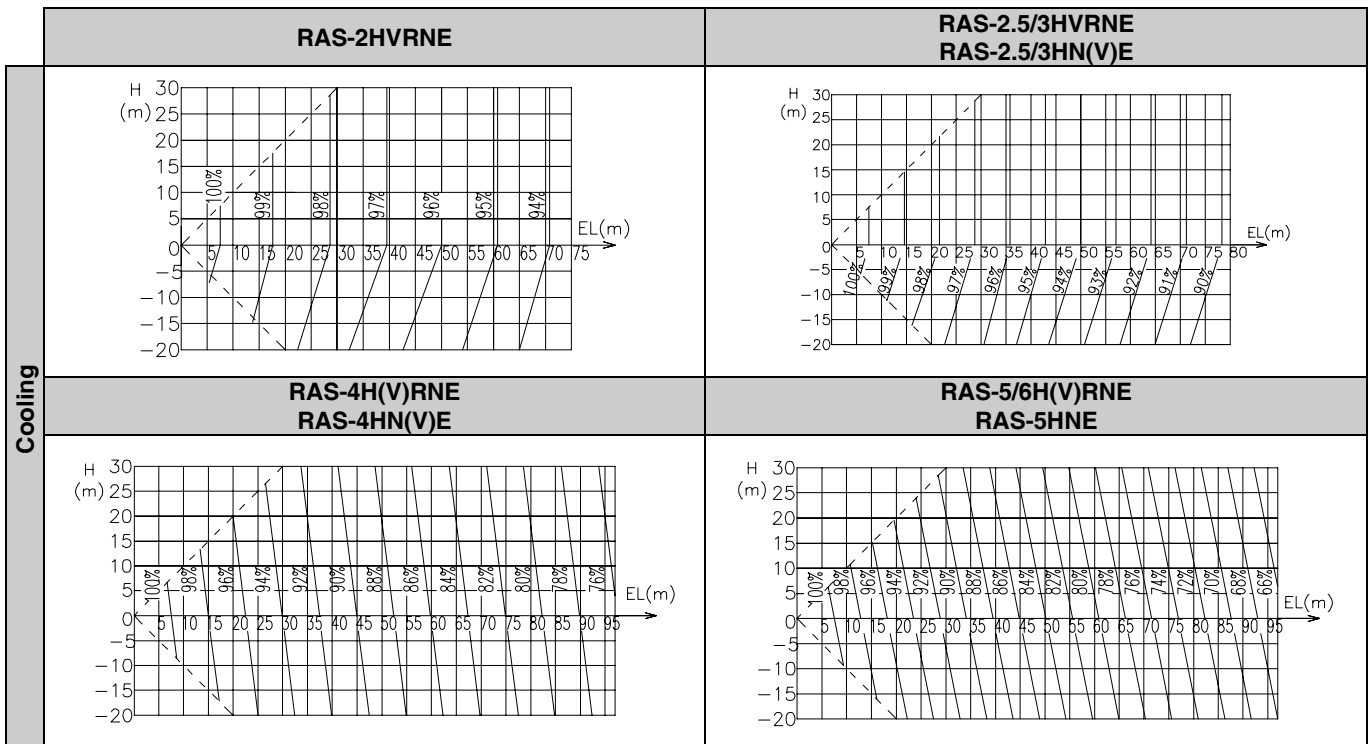 RAS-2HVRNE
RAS-2.5/3HVRNE
RAS-2.5/3HN(V)E
Cooling
H
(m)
30
25
20
15
10
5
0
-5
-10
-15
-20
100% 99% 98% 97% 96% 95% 94%
EL(m)
5 10 15 20 25 30 35 40 45 50 55 60 65 70 75
H
(m)
30
25
20
15
10
5
0
-5
-10
-15
-20
EL(m)
5 10 15 20 25 30 35 40 45 50 55 60 65 70 75 80
100% 99% 98% 97% 96% 95% 94% 93% 92% 91% 90%
RAS-4H(V)RNE
RAS-4HN(V)E
RAS-5/6H(V)RNE
RAS-5HNE
H
(m)
30
25
20
15
10
5
0
-5
-10
-15
-20
100% 98% 96% 94% 92% 90% 88% 86% 84% 82% 80% 78% 76%
EL(m)
5 10 15 20 25 30 35 40 45 50 55 60 65 70 75 80 85 90 95
H
(m)
30
25
20
15
10
5
0
-5
-10
-15
-20
100% 98% 96% 94% 92% 90% 88% 86% 84% 82% 80% 78% 76% 74% 72% 70% 68% 66%
EL(m)
5 10 15 20 25 30 35 40 45 50 55 60 65 70 75 80 85 90 95